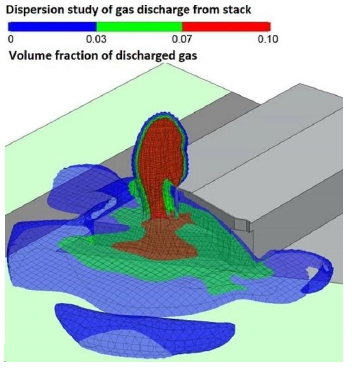 Dispersion study of gas discharge from stack
0 0.03 0.07 0.10
Volume fraction of discharged gas